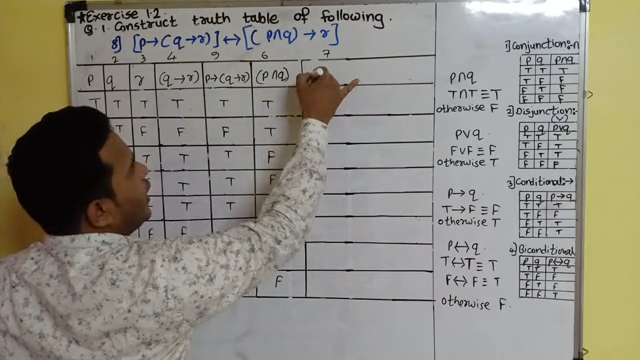 *Exercise 1.2
Q.1. Construct truth table of following.
8) [p→(q→r)]↔[(p∧q)→r]
1 2 3 4 5 6 7
p q r (q→r) p→(q→r) (p∧q)
T T T T T T
T F F F T
T T T F
T T F
T T
F F
F
p∧q
T∧T≡T
otherwise F
p∨q
F∨F≡F
otherwise T
p→q
T→F≡F
otherwise T
p↔q
T↔T≡T
F↔F≡T
otherwise F.
1) Conjunction:-∧
p q p∧q
T T T
T F F
F T F
F F F
2) Disjunction:-
(∨)
p q p∨q
T T T
T F T
F T T
F F F
3) Conditional:→
p q p→q
T T T
T F F
F T T
F F T
4) Biconditional
p q p↔q
T T T
T F F
F T F
F F T